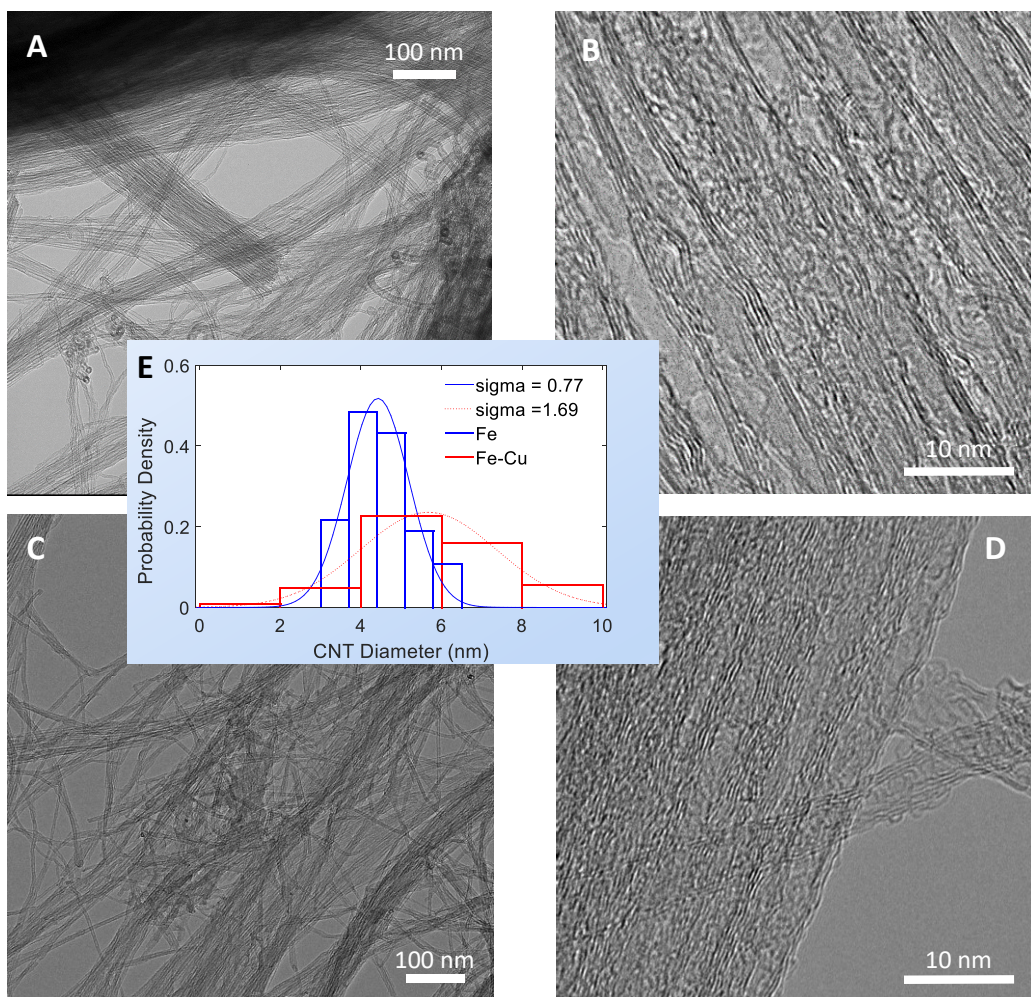 A
100 nm
B
10 nm
E
0.6
0.4
0.2
0
Probability Density
sigma = 0.77
sigma =1.69
Fe
Fe-Cu
0 2 4 6 8 10
CNT Diameter (nm)
C
100 nm
D
10 nm